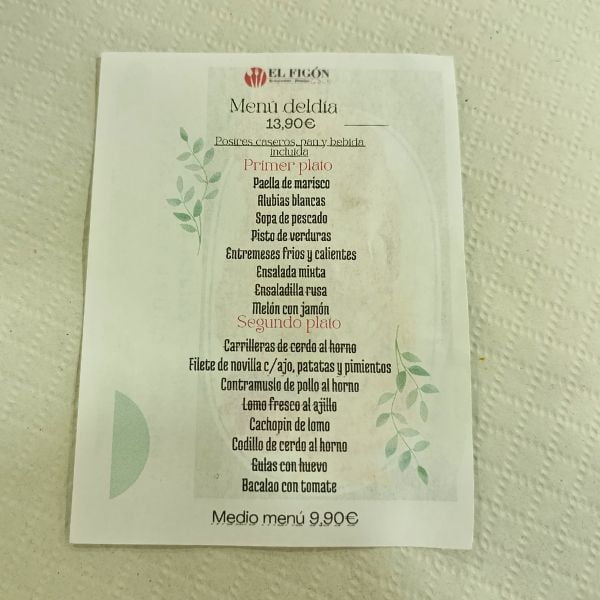 EL FIGÓN
Menú deldía
13,90€
Postres caseros, pan y bebida
incluida
Primer plato
Paella de marisco
Alubias blancas
Sopa de pescado
Pisto de verduras
Entremeses frios y calientes
Ensalada mixta
Ensaladilla rusa
Melón con jamón
Segundo plato
Carrilleras de cerdo al horno
Filete de novilla c/ajo, patatas y pimientos
Contramuslo de pollo al horno
Lomo fresco al ajillo
Cachopin de lomo
Codillo de cerdo al horno
Gulas con huevo
Bacalao con tomate
Medio menú 9,90€